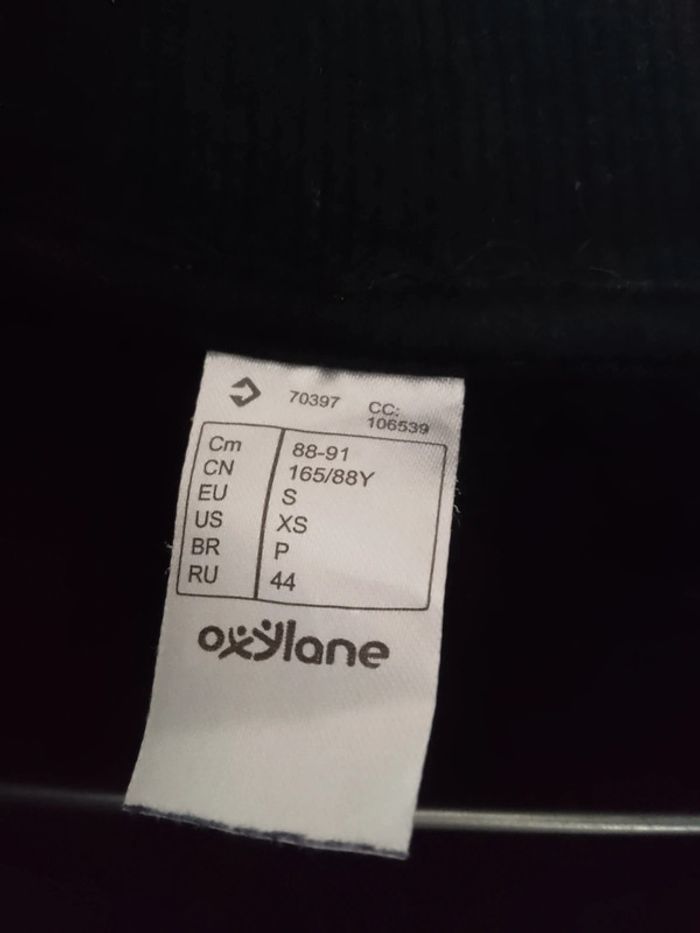 70397 CC:
106539
Cm 88-91
CN 165/88Y
EU S
US XS
BR P
RU 44
oxylane